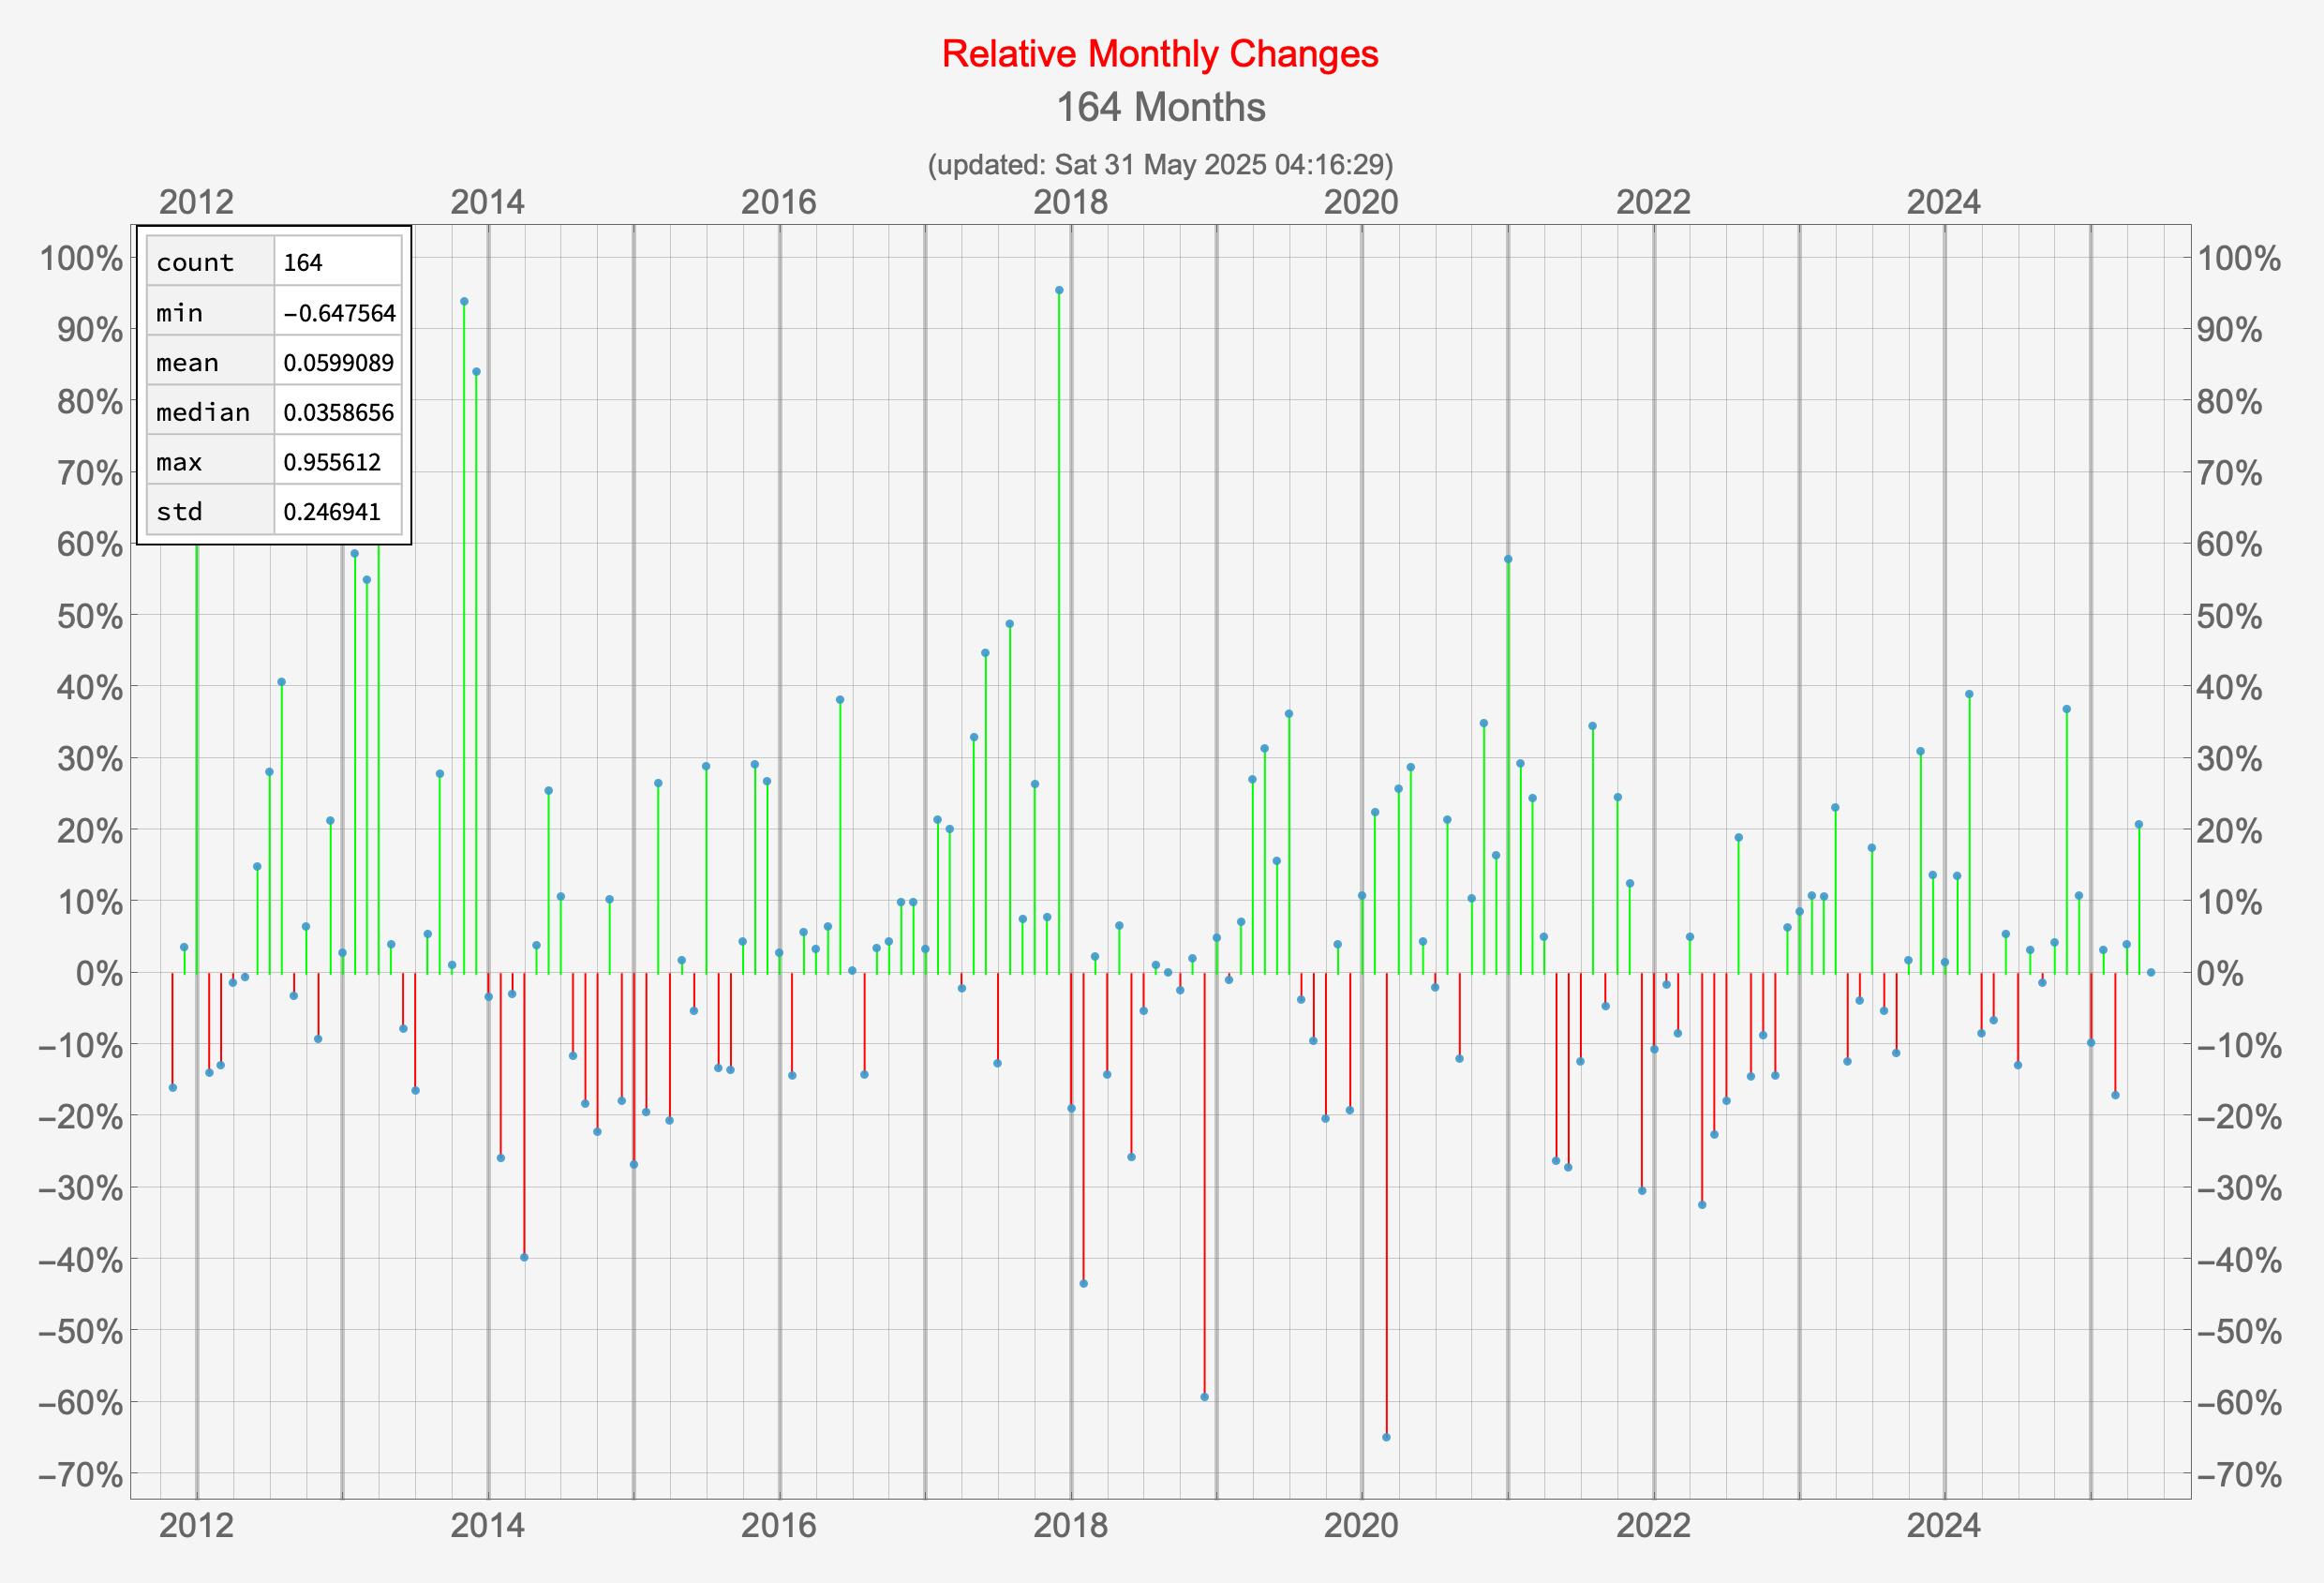 Relative Monthly Changes
164 Months
(updated: Sat 31 May 2025 04:16:29)
2012 2014 2016 2018 2020 2022 2024
count 164
min −0.647564
mean 0.0599089
median 0.0358656
max 0.955612
std 0.246941
100% 100%
90% 90%
80% 80%
70% 70%
60% 60%
50% 50%
40% 40%
30% 30%
20% 20%
10% 10%
0% 0%
−10% −10%
−20% −20%
−30% −30%
−40% −40%
−50% −50%
−60% −60%
−70% −70%
2012 2014 2016 2018 2020 2022 2024